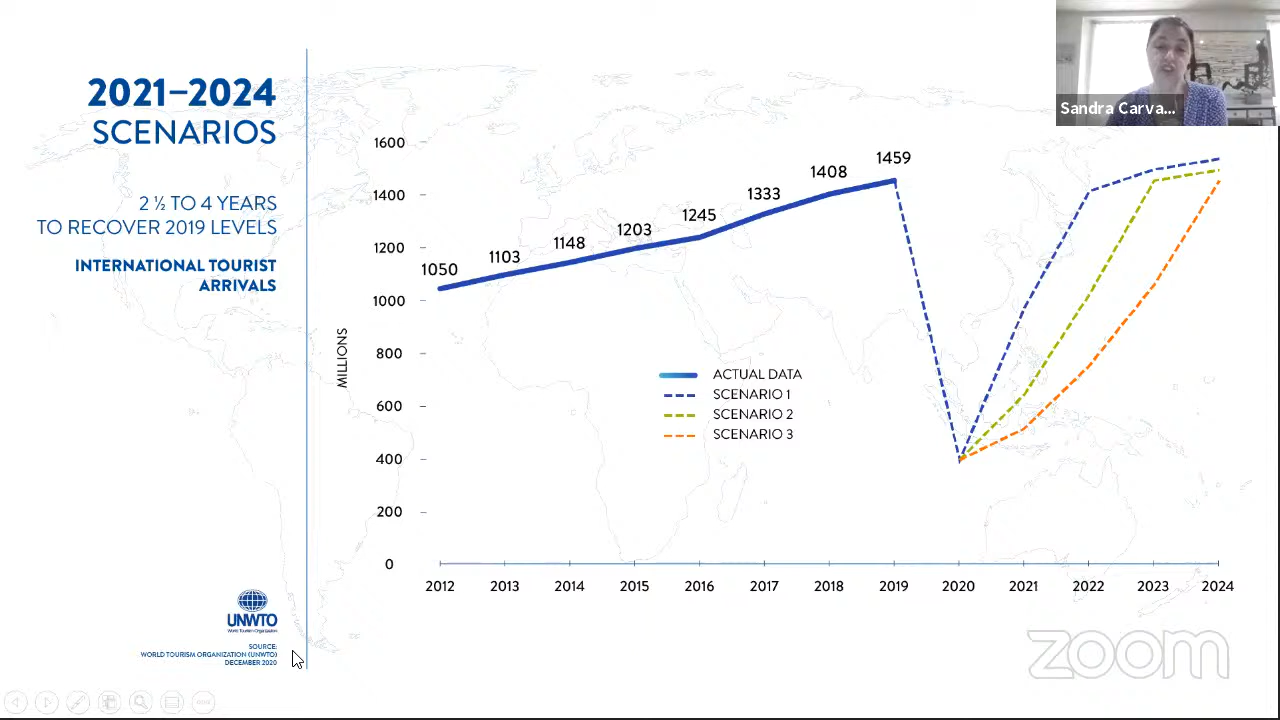 Sandra Carva...
2021–2024
SCENARIOS
2 ½ TO 4 YEARS
TO RECOVER 2019 LEVELS
INTERNATIONAL TOURIST
ARRIVALS
MILLIONS
1600
1400
1200
1000
800
600
400
200
0
1050
1103
1148
1203
1245
1333
1408
1459
ACTUAL DATA
SCENARIO 1
SCENARIO 2
SCENARIO 3
2012 2013 2014 2015 2016 2017 2018 2019 2020 2021 2022 2023 2024
UNWTO
World Tourism Organization
SOURCE:
WORLD TOURISM ORGANIZATION (UNWTO)
DECEMBER 2020
zoom